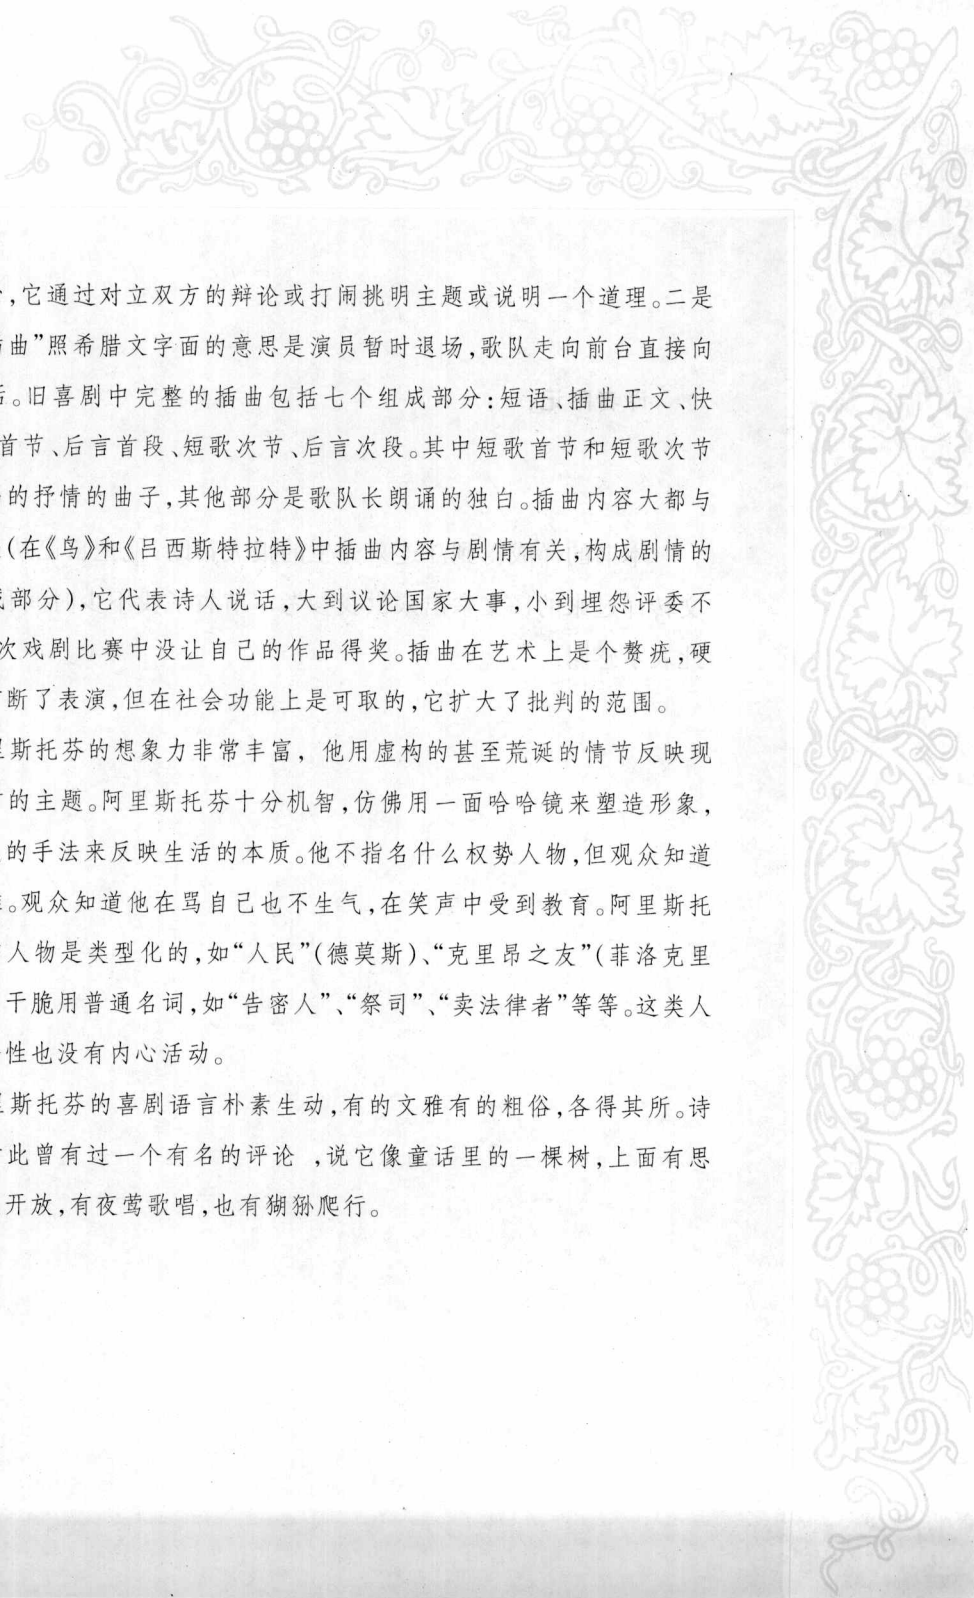 ,它通过对立双方的辩论或打闹挑明主题或说明一个道理。二是
曲”照希腊文字面的意思是演员暂时退场,歌队走向前台直接向
。旧喜剧中完整的插曲包括七个组成部分:短语、插曲正文、快
首节、后言首段、短歌次节、后言次段。其中短歌首节和短歌次节
的抒情的曲子,其他部分是歌队长朗诵的独白。插曲内容大都与
(在《鸟》和《吕西斯特拉特》中插曲内容与剧情有关,构成剧情的
部分),它代表诗人说话,大到议论国家大事,小到埋怨评委不
次戏剧比赛中没让自己的作品得奖。插曲在艺术上是个赘疣,硬
断了表演,但在社会功能上是可取的,它扩大了批判的范围。
里斯托芬的想象力非常丰富,他用虚构的甚至荒诞的情节反映现
的主题。阿里斯托芬十分机智,仿佛用一面哈哈镜来塑造形象,
的手法来反映生活的本质。他不指名什么权势人物,但观众知道
。观众知道他在骂自己也不生气,在笑声中受到教育。阿里斯托
人物是类型化的,如“人民”(德莫斯)、“克里昂之友”(菲洛克里
干脆用普通名词,如“告密人”、“祭司”、“卖法律者”等等。这类人
性也没有内心活动。
里斯托芬的喜剧语言朴素生动,有的文雅有的粗俗,各得其所。诗
此曾有过一个有名的评论 ,说它像童话里的一棵树,上面有思
开放,有夜莺歌唱,也有猢狲爬行。